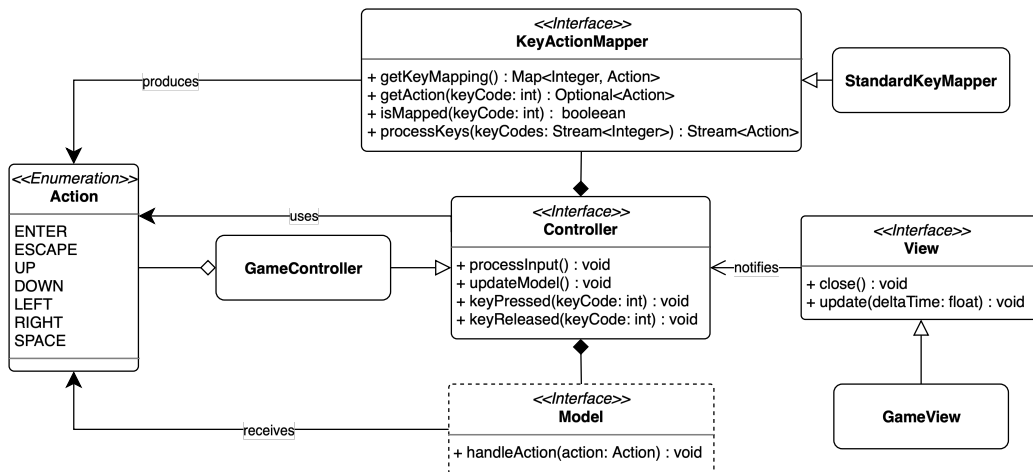 <<Interface>>
KeyActionMapper
+ getKeyMapping() : Map<Integer, Action>
+ getAction(keyCode: int) : Optional<Action>
+ isMapped(keyCode: int) : booleean
+ processKeys(keyCodes: Stream<Integer>) : Stream<Action>
StandardKeyMapper
produces
<<Enumeration>>
Action
ENTER
ESCAPE
UP
DOWN
LEFT
RIGHT
SPACE
uses
GameController
<<Interface>>
Controller
+ processInput() : void
+ updateModel() : void
+ keyPressed(keyCode: int) : void
+ keyReleased(keyCode: int) : void
notifies
<<Interface>>
View
+ close() : void
+ update(deltaTime: float) : void
GameView
receives
<<Interface>>
Model
+ handleAction(action: Action) : void